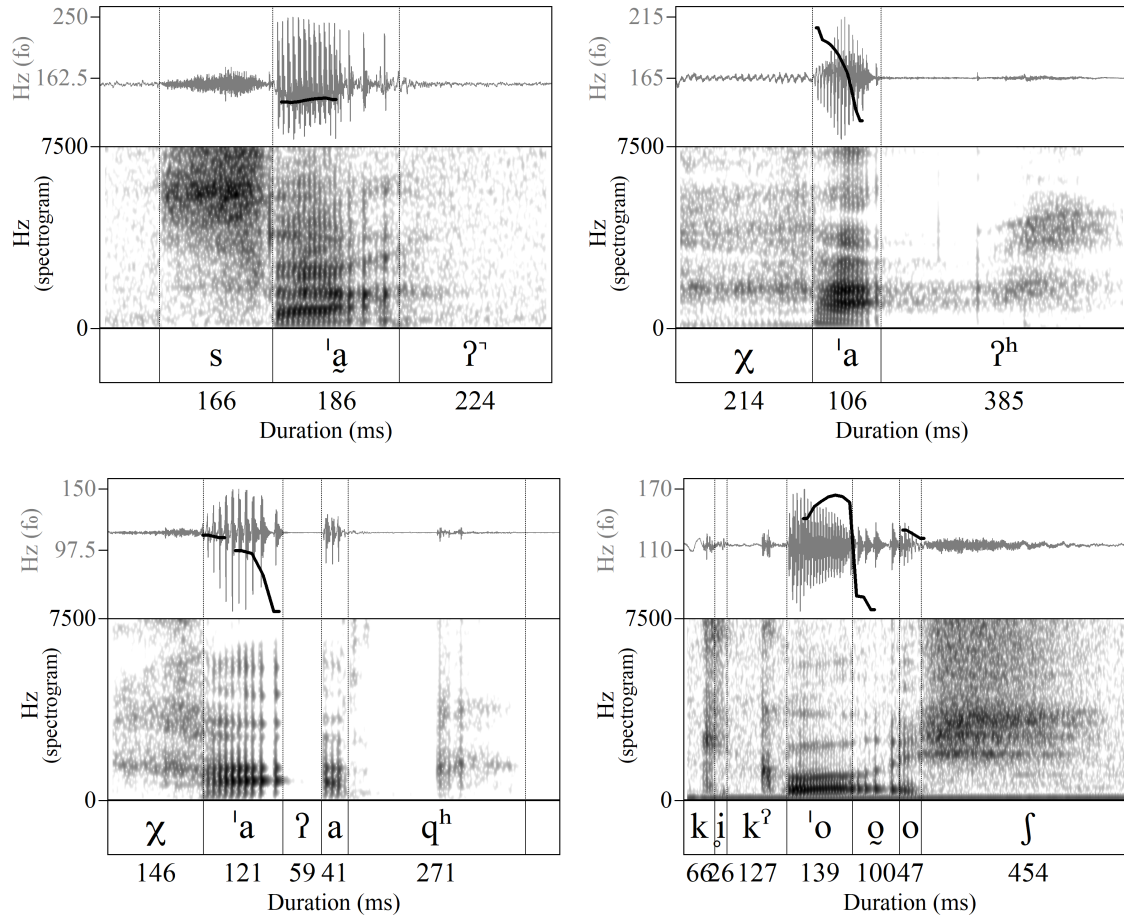 Hz (f₀)
250
162.5
7500
Hz
(spectrogram)
0
s ˈa̰ ʔ̚
166 186 224
Duration (ms)
Hz (f₀)
215
165
7500
Hz
(spectrogram)
0
χ ˈa ʔʰ
214 106 385
Duration (ms)
Hz (f₀)
150
97.5
7500
Hz
(spectrogram)
0
χ ˈa ʔ a qʰ
146 121 59 41 271
Duration (ms)
Hz (f₀)
170
110
7500
Hz
(spectrogram)
0
k i̥ kˀ ˈo o̰ o ʃ
66 26 127 139 100 47 454
Duration (ms)